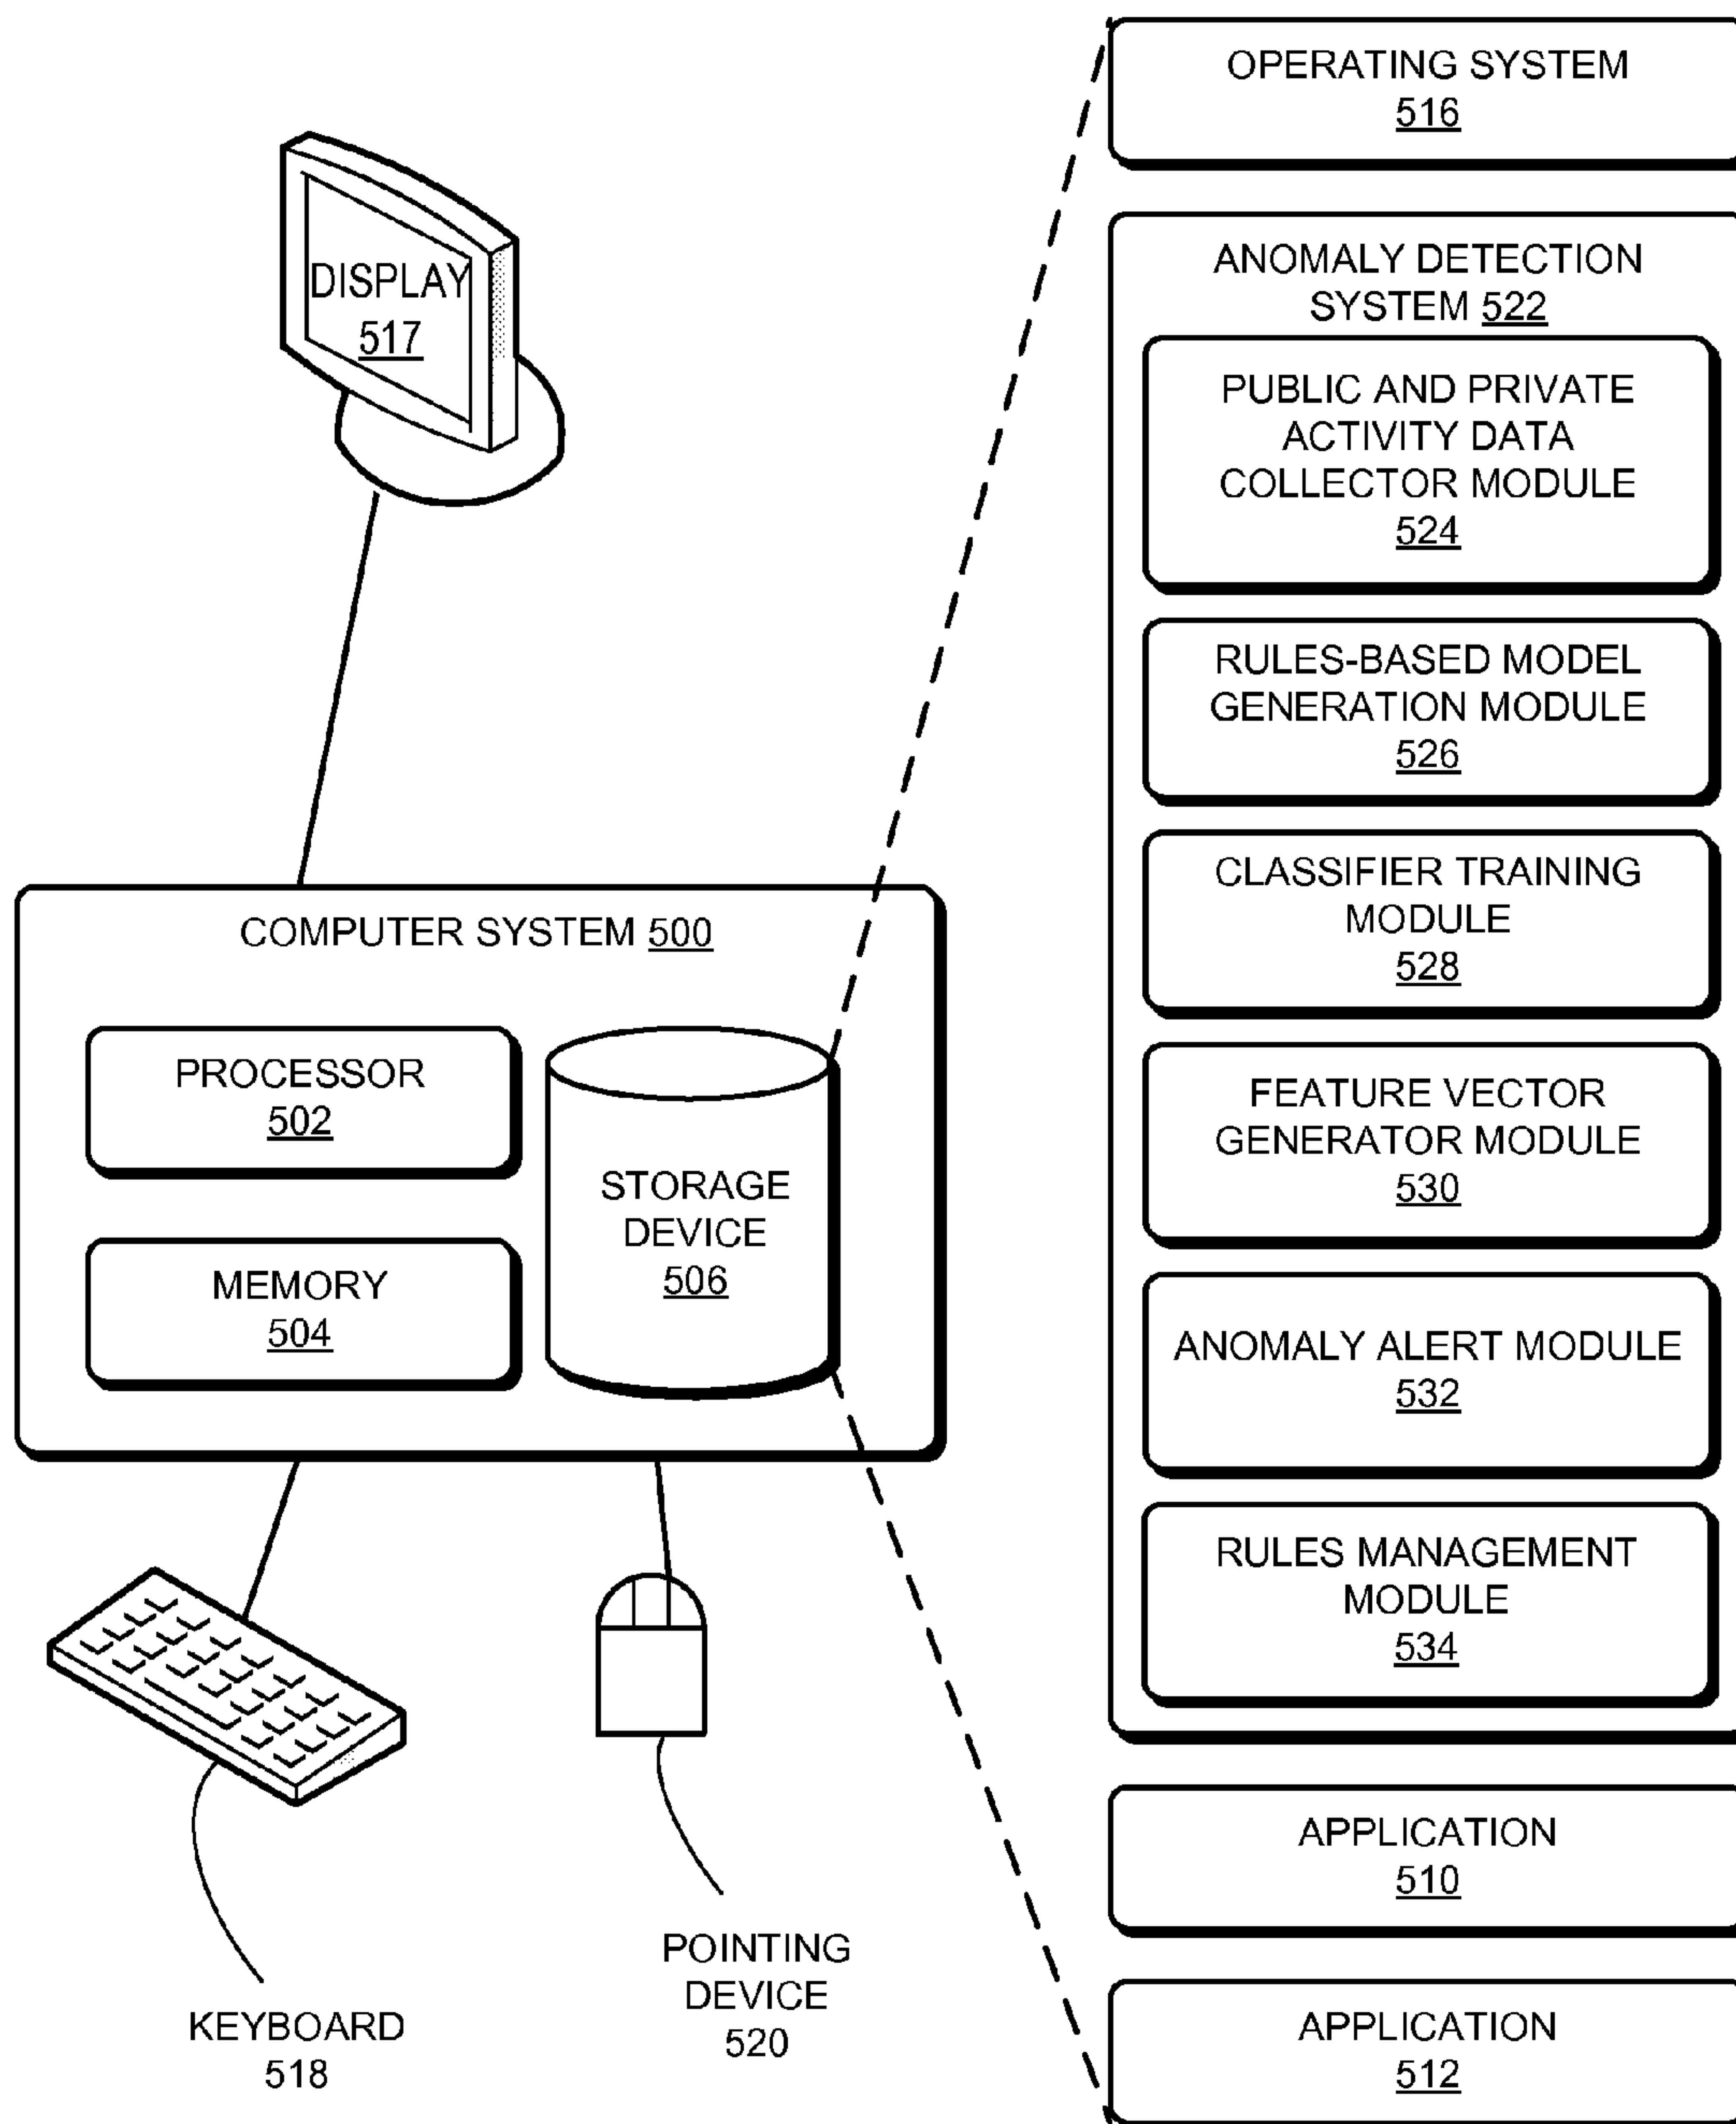 DISPLAY
517
COMPUTER SYSTEM 500
PROCESSOR
502
MEMORY
504
STORAGE
DEVICE
506
KEYBOARD
518
POINTING
DEVICE
520
OPERATING SYSTEM
516
ANOMALY DETECTION
SYSTEM 522
PUBLIC AND PRIVATE
ACTIVITY DATA
COLLECTOR MODULE
524
RULES-BASED MODEL
GENERATION MODULE
526
CLASSIFIER TRAINING
MODULE
528
FEATURE VECTOR
GENERATOR MODULE
530
ANOMALY ALERT MODULE
532
RULES MANAGEMENT
MODULE
534
APPLICATION
510
APPLICATION
512